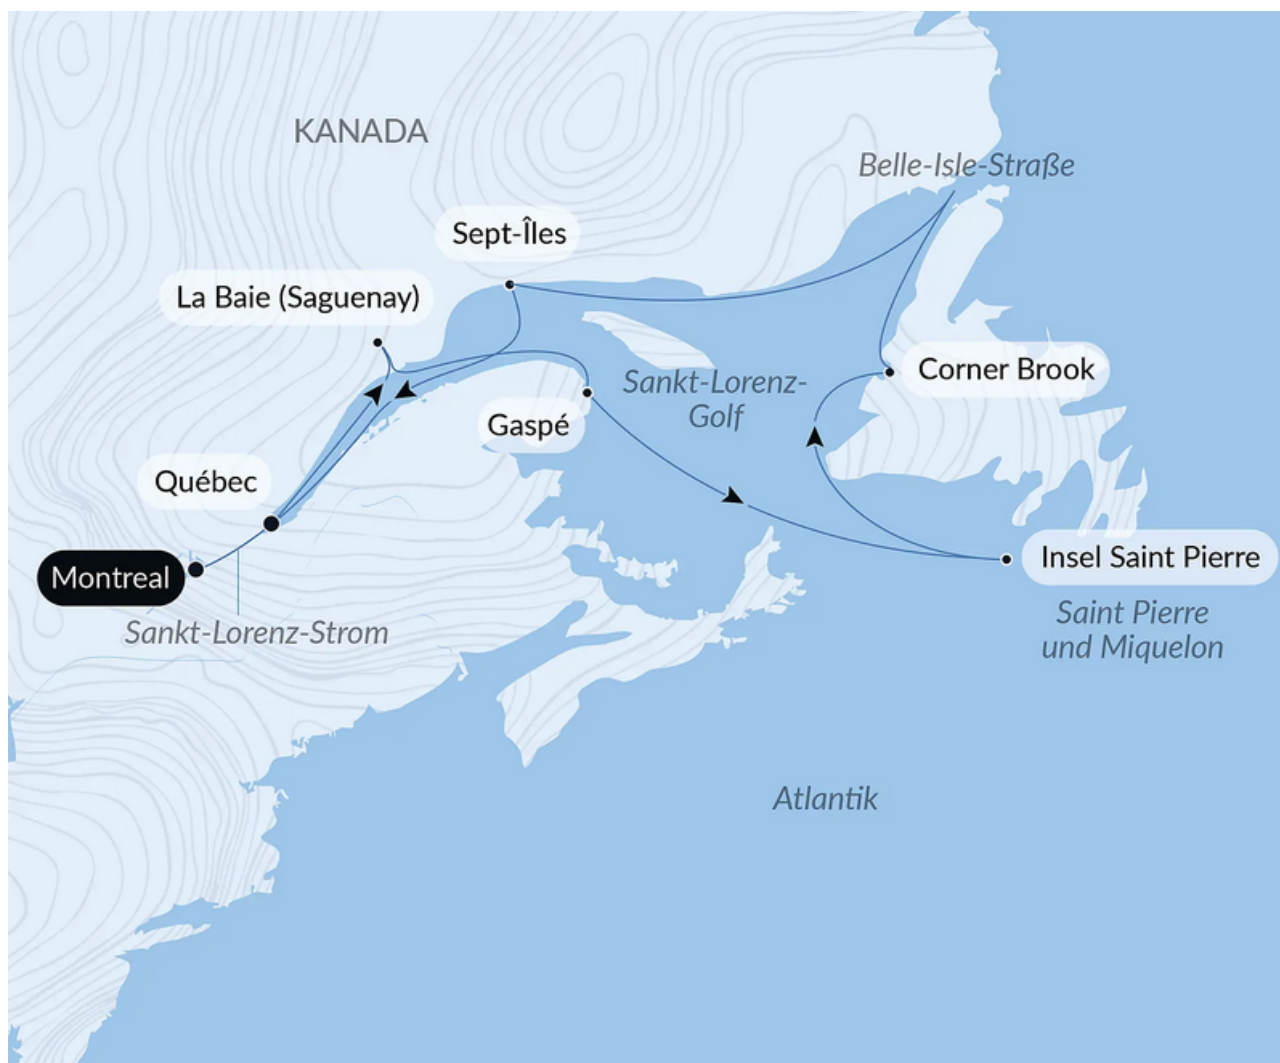 KANADA
Belle-Isle-Straße
Sept-Îles
La Baie (Saguenay)
Corner Brook
Sankt-Lorenz-
Golf
Gaspé
Québec
Insel Saint Pierre
Montreal
Saint Pierre
und Miquelon
Sankt-Lorenz-Strom
Atlantik